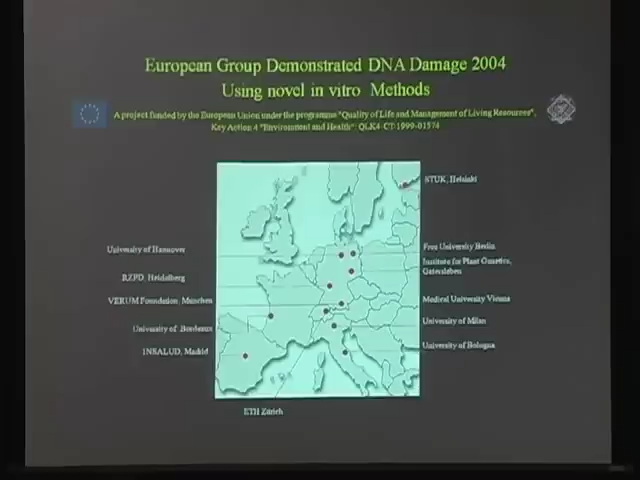 European Group Demonstrated DNA Damage 2004
Using novel in vitro Methods
A project funded by the European Union under the programme "Quality of Life and Management of Living Resources",
Key Action 4 "Environment and Health": QLK4-CT-1999-01574
STUK, Helsinki
University of Hannover
Free University Berlin
Institute for Plant Genetics,
Gatersleben
RZPD, Heidelberg
VERUM Foundation, München
Medical University Vienna
University of Bordeaux
University of Milan
INSALUD, Madrid
University of Bologna
ETH Zürich